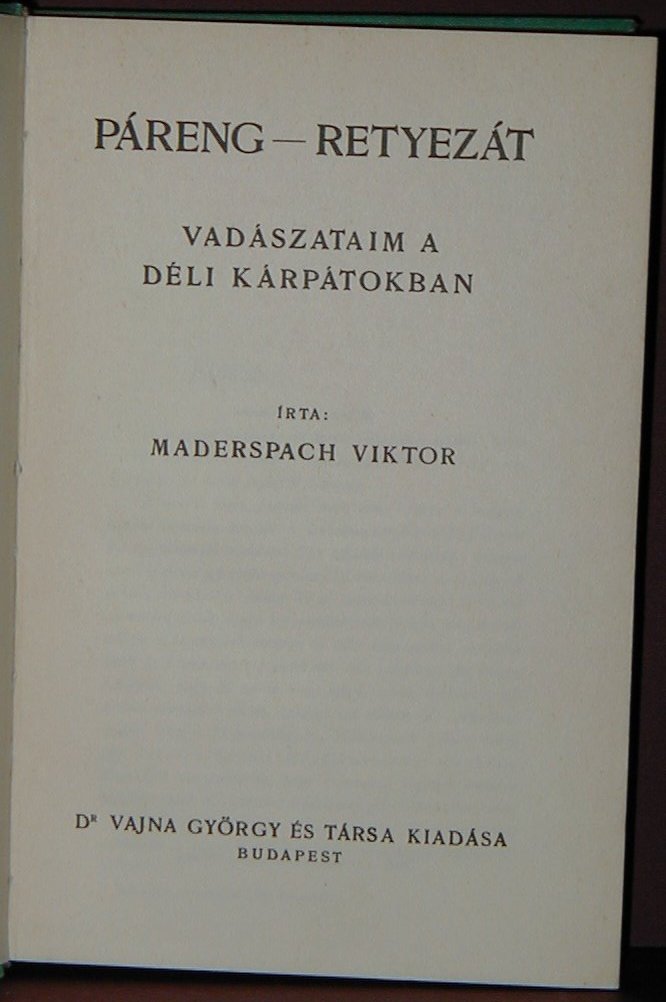 PÁRENG — RETYEZÁT
VADÁSZATAIM A
DÉLI KÁRPÁTOKBAN
ÍRTA:
MADERSPACH VIKTOR
Dᴿ VAJNA GYÖRGY ÉS TÁRSA KIADÁSA
BUDAPEST